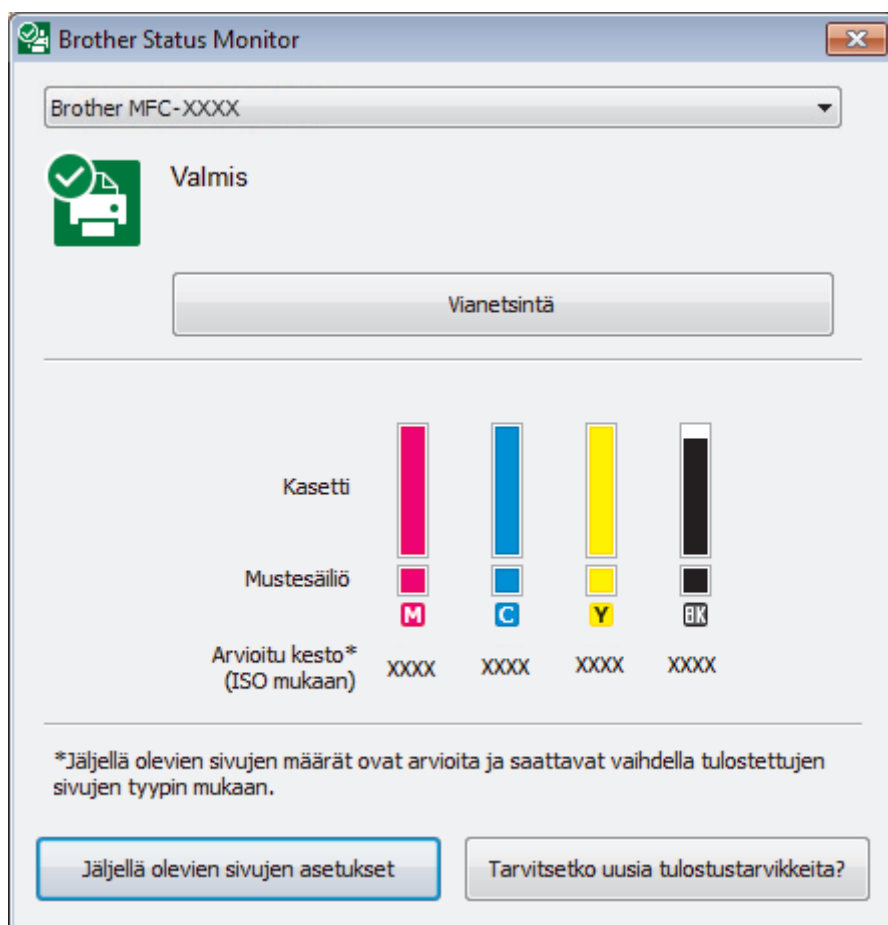 Brother Status Monitor
Brother MFC-XXXX
Valmis
Vianetsintä
Kasetti
Mustesäiliö
M C Y BK
Arvioitu kesto*
(ISO mukaan)
XXXX XXXX XXXX XXXX
*Jäljellä olevien sivujen määrät ovat arvioita ja saattavat vaihdella tulostettujen
sivujen tyypin mukaan.
Jäljellä olevien sivujen asetukset
Tarvitsetko uusia tulostustarvikkeita?